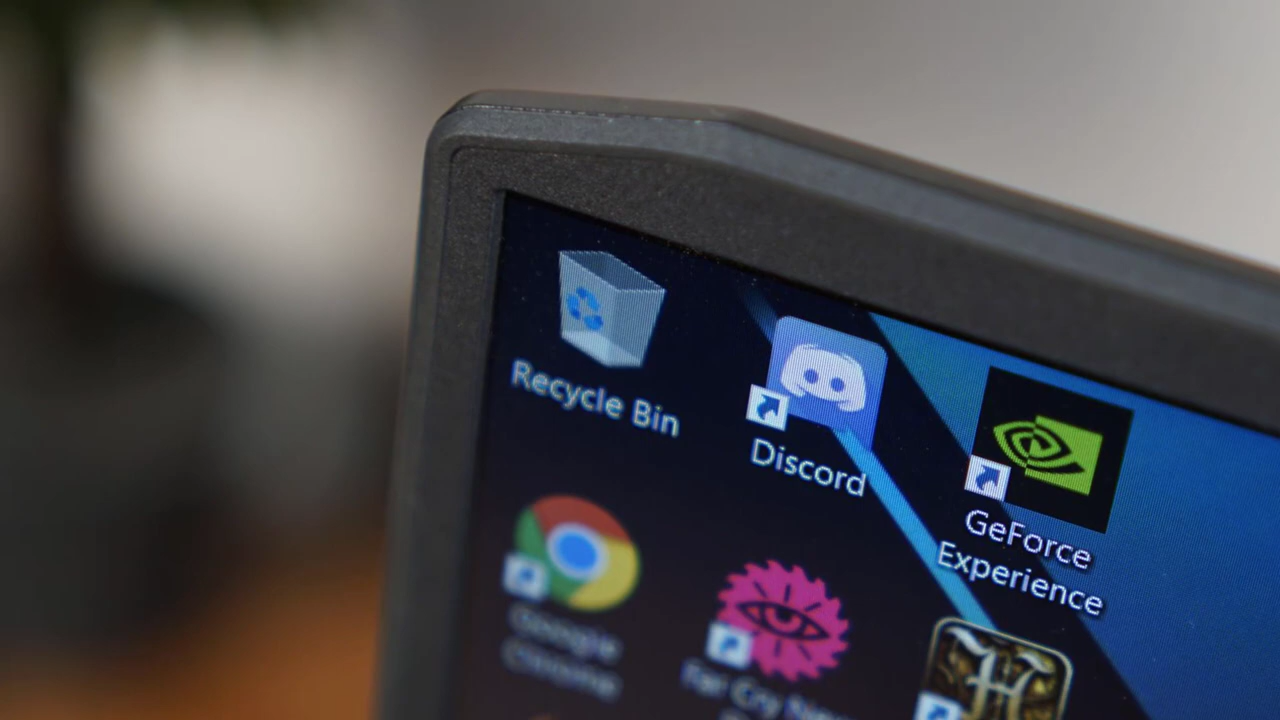 Recycle Bin
Discord
GeForce
Experience
Google
Chrome
Far Cry New